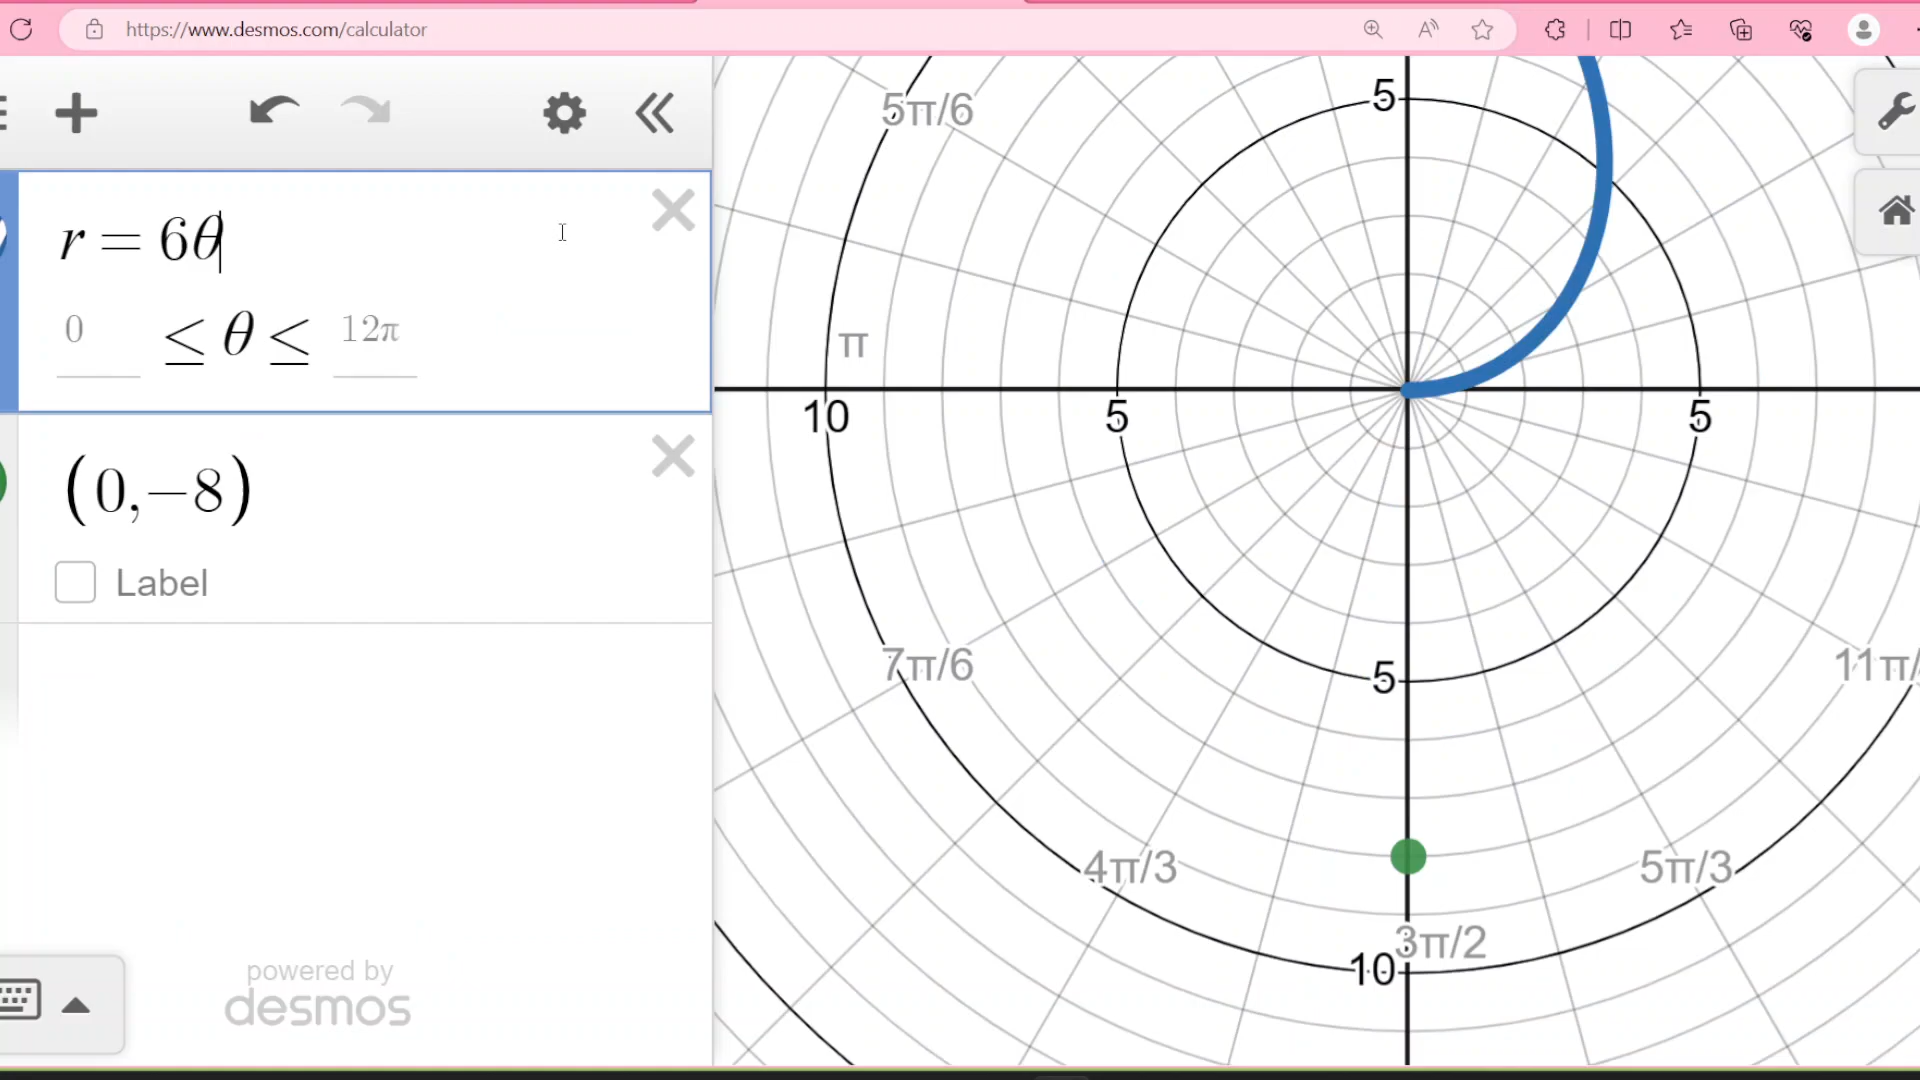 https://www.desmos.com/calculator
r = 6θ
0 ≤ θ ≤ 12π
(0,−8)
Label
powered by
desmos
5π/6
5
π
10
5
5
5
7π/6
11π/
4π/3
5π/3
3π/2
10